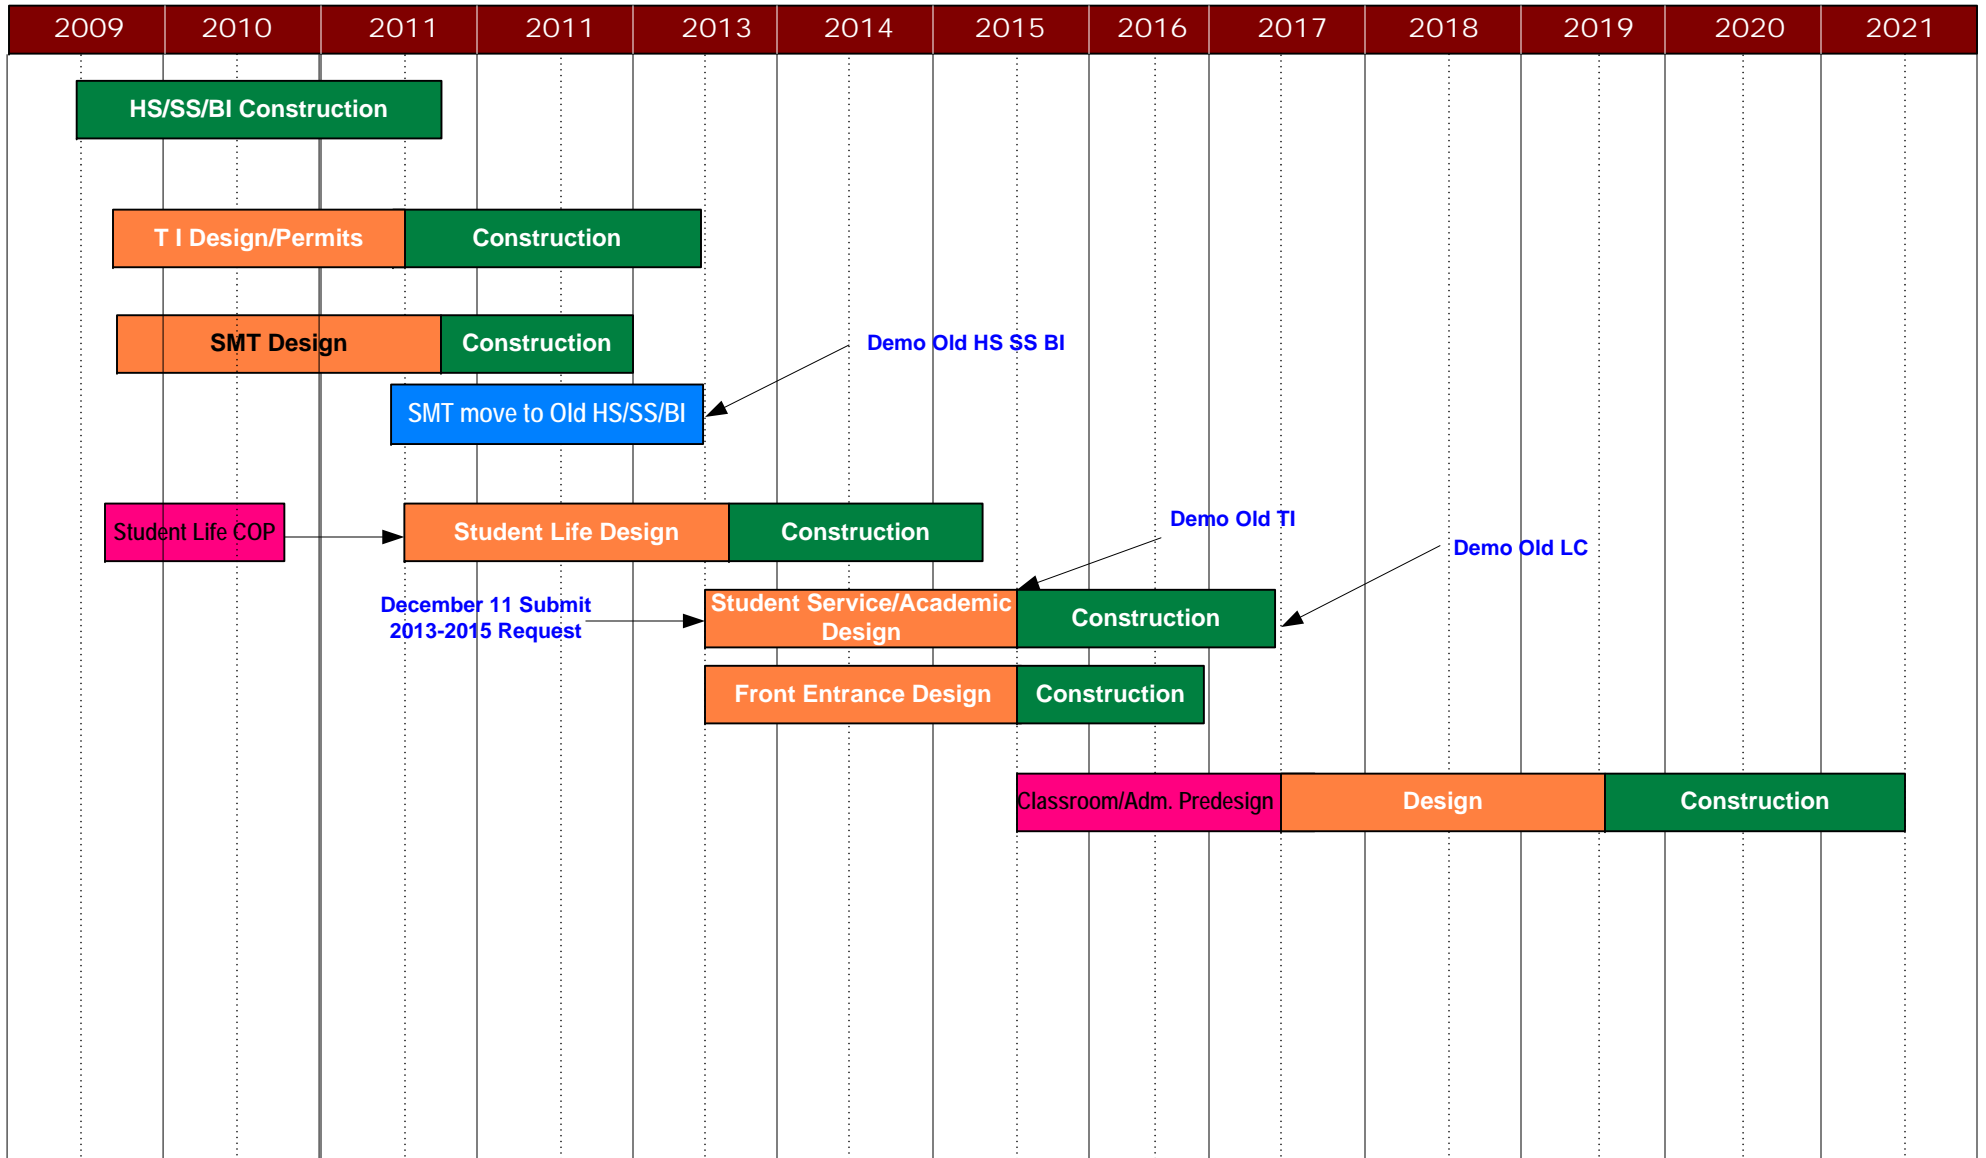 2009 2010 2011 2011 2013 2014 2015 2016 2017 2018 2019 2020 2021
HS/SS/BI Construction
T I Design/Permits Construction
SMT Design Construction
Demo Old HS SS BI
SMT move to Old HS/SS/BI
Student Life COP Student Life Design Construction
Demo Old TI
Demo Old LC
December 11 Submit
2013-2015 Request
Student Service/Academic
Design
Construction
Front Entrance Design Construction
Classroom/Adm. Predesign Design Construction